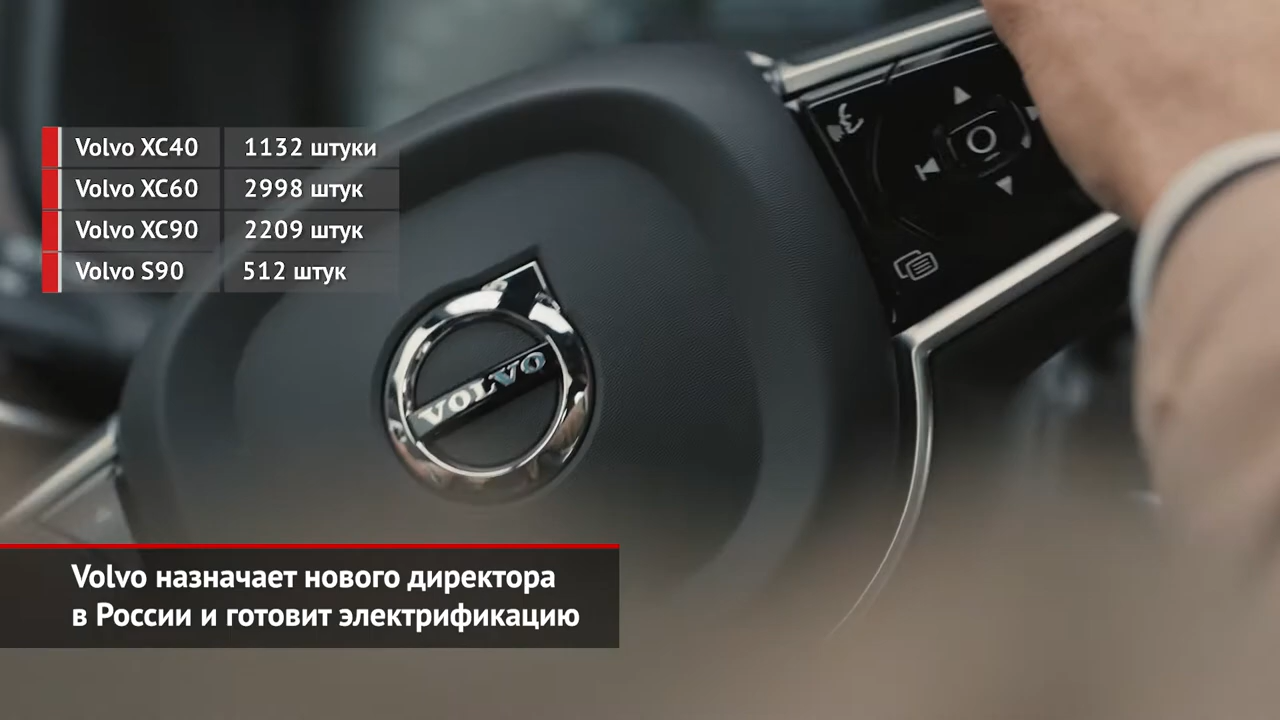 Volvo XC40 1132 штуки
Volvo XC60 2998 штук
Volvo XC90 2209 штук
Volvo S90 512 штук
VOLVO
Volvo назначает нового директора
в России и готовит электрификацию